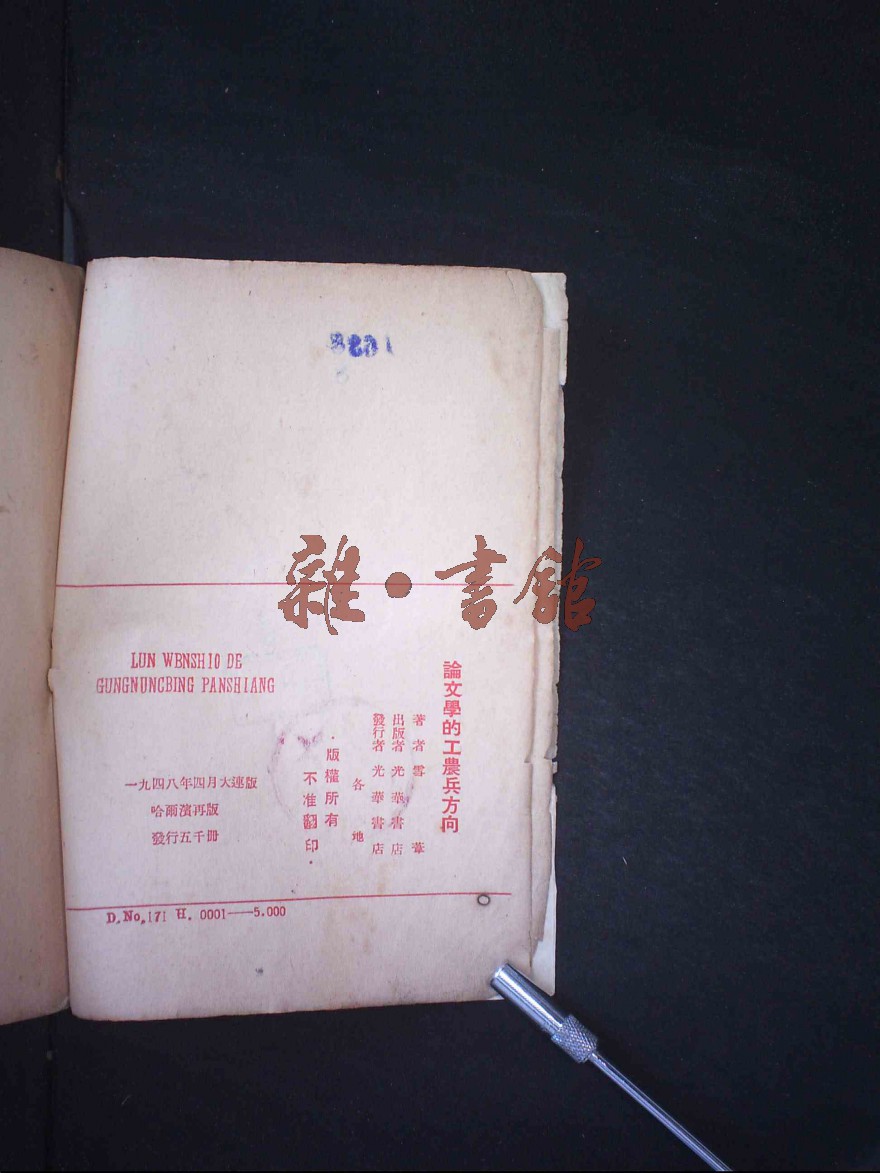 雜·書館
論文學的工農兵方向
著者 雪葦
出版者 光華書店
發行者 光華書店
各地
·版權所有
不准翻印·
LUN WENSHIO DE
GUNGNUNCBING PANSHIANG
一九四八年四月大連版
哈爾濱再版
發行五千冊
D.No.171 H. 0001——5.000